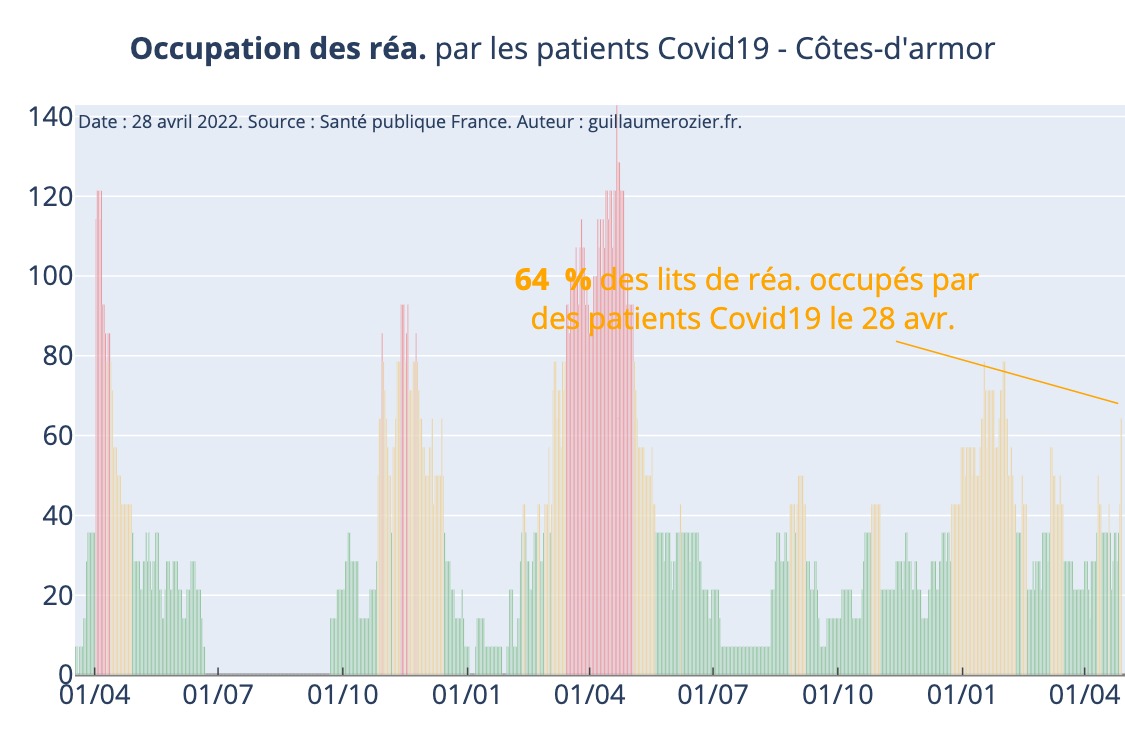 Occupation des réa. par les patients Covid19 - Côtes-d'armor
140
Date : 28 avril 2022. Source : Santé publique France. Auteur : guillaumerozier.fr.
120
100
64 % des lits de réa. occupés par
des patients Covid19 le 28 avr.
80
60
40
20
0
01/04 01/07 01/10 01/01 01/04 01/07 01/10 01/01 01/04